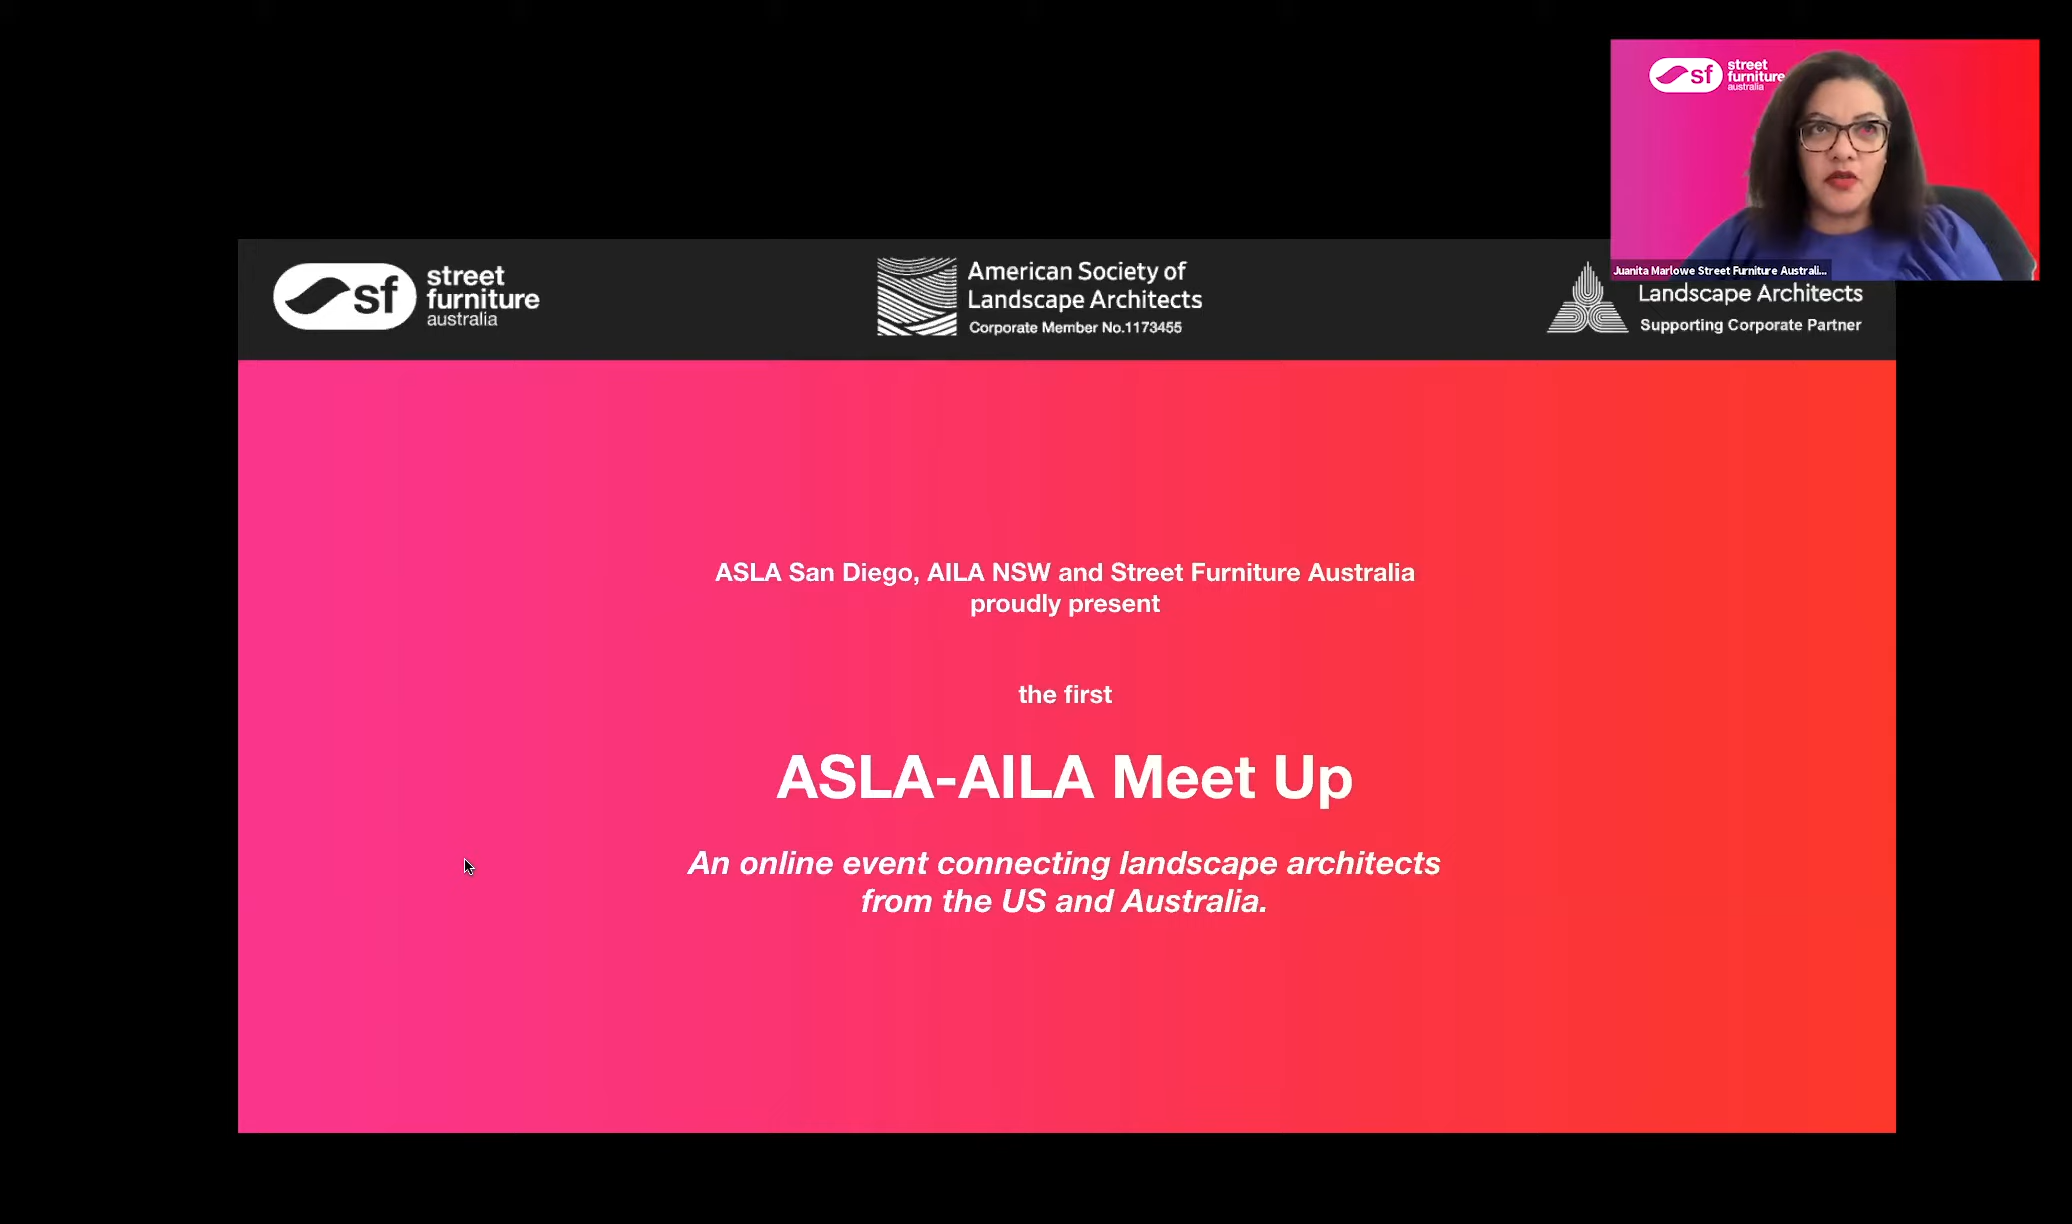 sf street
furniture
australia
Juanita Marlowe Street Furniture Australi...
sf street
furniture
australia
American Society of
Landscape Architects
Corporate Member No.1173455
Landscape Architects
Supporting Corporate Partner
ASLA San Diego, AILA NSW and Street Furniture Australia
proudly present
the first
ASLA-AILA Meet Up
An online event connecting landscape architects
from the US and Australia.